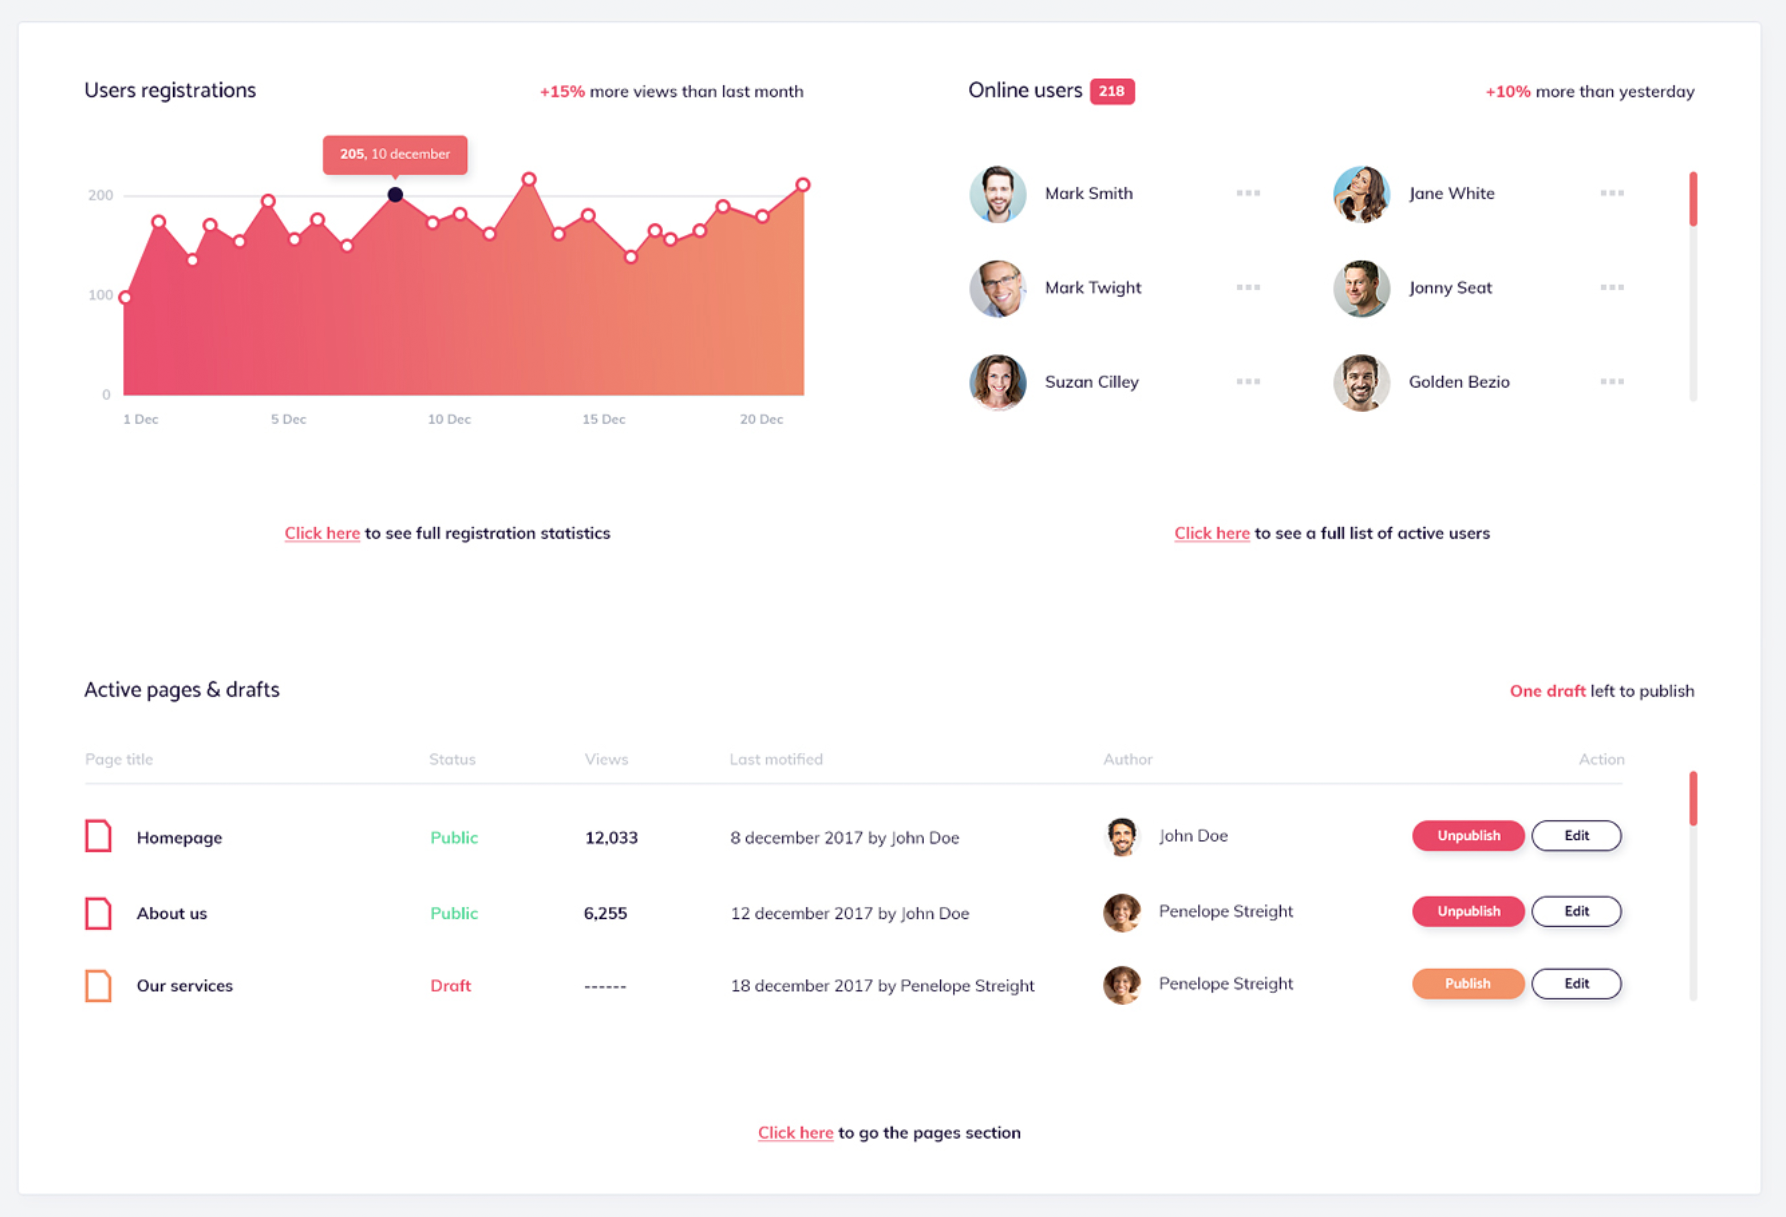 Users registrations
+15% more views than last month
205, 10 december
200
100
0
1 Dec
5 Dec
10 Dec
15 Dec
20 Dec
Click here to see full registration statistics
Online users 218
+10% more than yesterday
Mark Smith
Jane White
Mark Twight
Jonny Seat
Suzan Cilley
Golden Bezio
Click here to see a full list of active users
Active pages & drafts
One draft left to publish
Page title Status Views Last motified Author Action
Homepage Public 12,033 8 december 2017 by John Doe John Doe Unpublish Edit
About us Public 6,255 12 december 2017 by John Doe Penelope Streight Unpublish Edit
Our services Draft ------ 18 december 2017 by Penelope Streight Penelope Streight Publish Edit
Click here to go the pages section